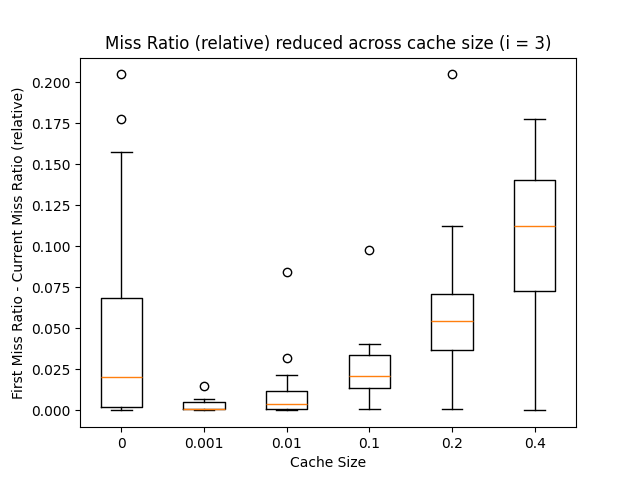 Miss Ratio (relative) reduced across cache size (i = 3)
First Miss Ratio - Current Miss Ratio (relative)
0.200
0.175
0.150
0.125
0.100
0.075
0.050
0.025
0.000
0 0.001 0.01 0.1 0.2 0.4
Cache Size